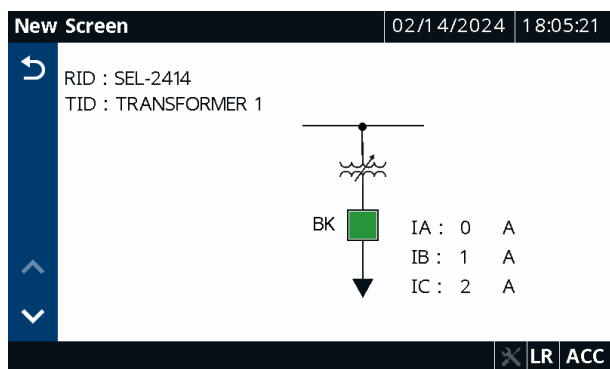 New Screen 02/14/2024 18:05:21
RID : SEL-2414
TID : TRANSFORMER 1
BK
IA : 0 A
IB : 1 A
IC : 2 A
LR ACC